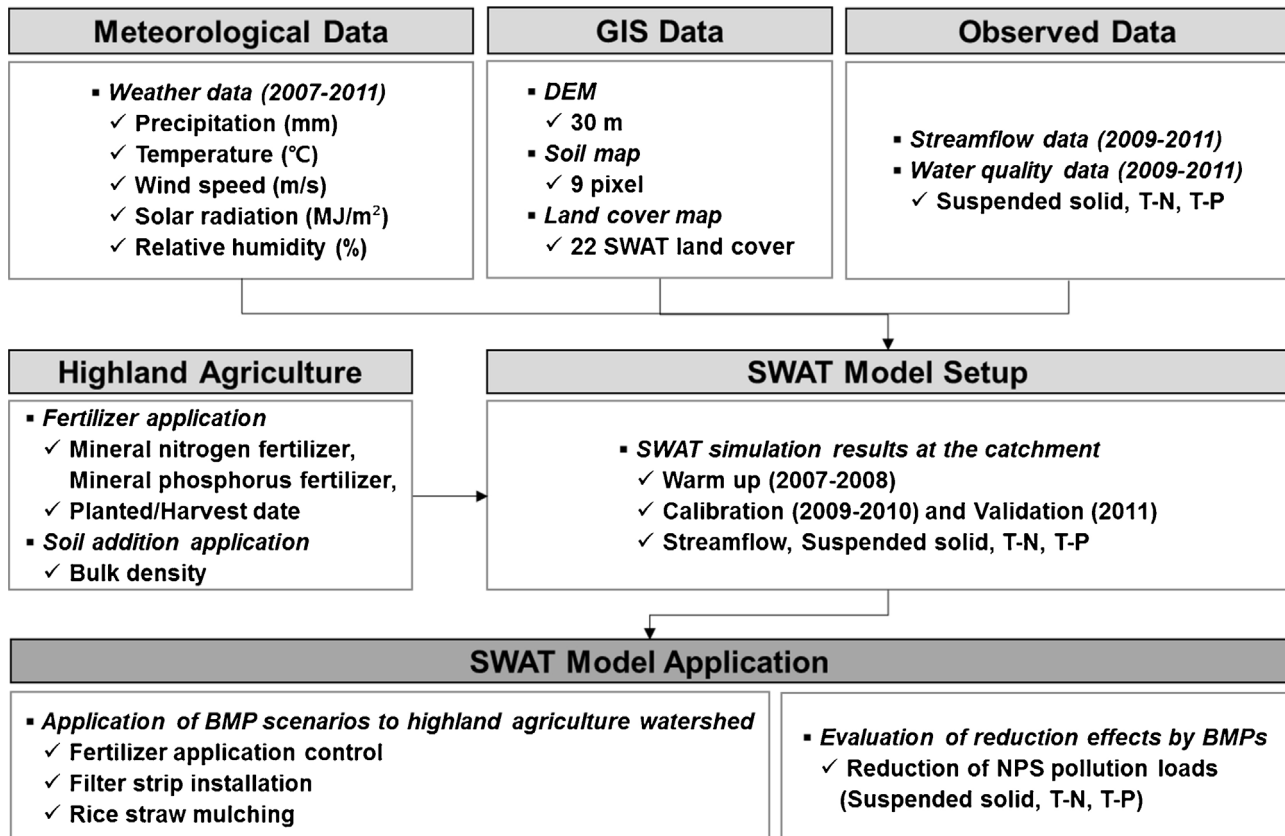 Meteorological Data
▪ Weather data (2007-2011)
✓ Precipitation (mm)
✓ Temperature (℃)
✓ Wind speed (m/s)
✓ Solar radiation (MJ/m²)
✓ Relative humidity (%)
GIS Data
▪ DEM
✓ 30 m
▪ Soil map
✓ 9 pixel
▪ Land cover map
✓ 22 SWAT land cover
Observed Data
▪ Streamflow data (2009-2011)
▪ Water quality data (2009-2011)
✓ Suspended solid, T-N, T-P
Highland Agriculture
▪ Fertilizer application
✓ Mineral nitrogen fertilizer,
Mineral phosphorus fertilizer,
✓ Planted/Harvest date
▪ Soil addition application
✓ Bulk density
SWAT Model Setup
▪ SWAT simulation results at the catchment
✓ Warm up (2007-2008)
✓ Calibration (2009-2010) and Validation (2011)
✓ Streamflow, Suspended solid, T-N, T-P
SWAT Model Application
▪ Application of BMP scenarios to highland agriculture watershed
✓ Fertilizer application control
✓ Filter strip installation
✓ Rice straw mulching
▪ Evaluation of reduction effects by BMPs
✓ Reduction of NPS pollution loads
(Suspended solid, T-N, T-P)